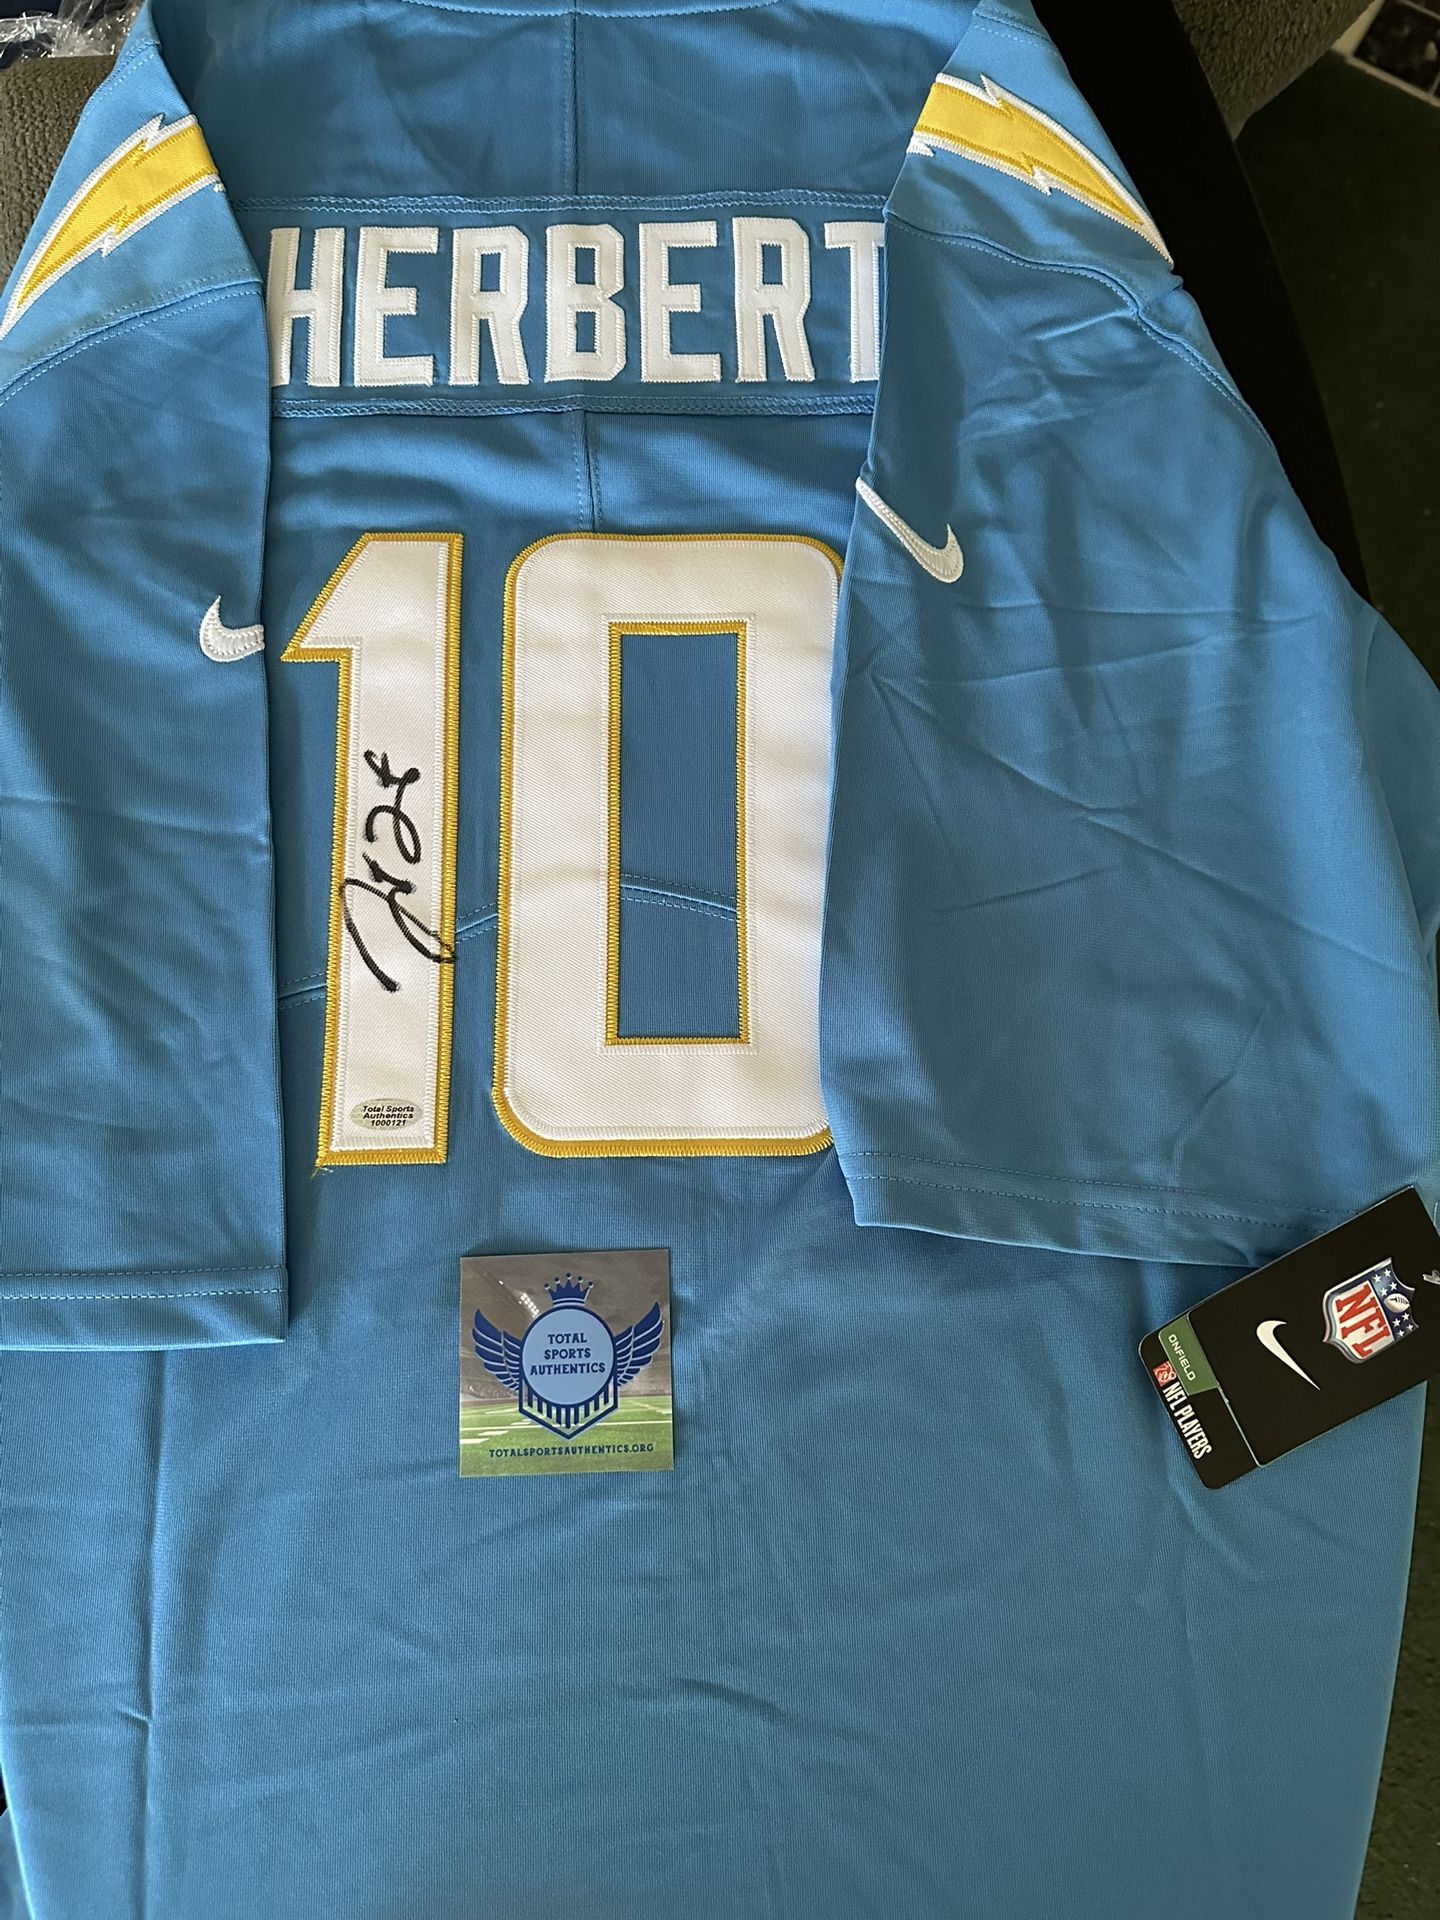 HERBERT
10
Total Sports
Authentics
1000121
TOTAL
SPORTS
AUTHENTICS
TOTALSPORTSAUTHENTICS.ORG
NFL
ONFIELD
NFL PLAYERS